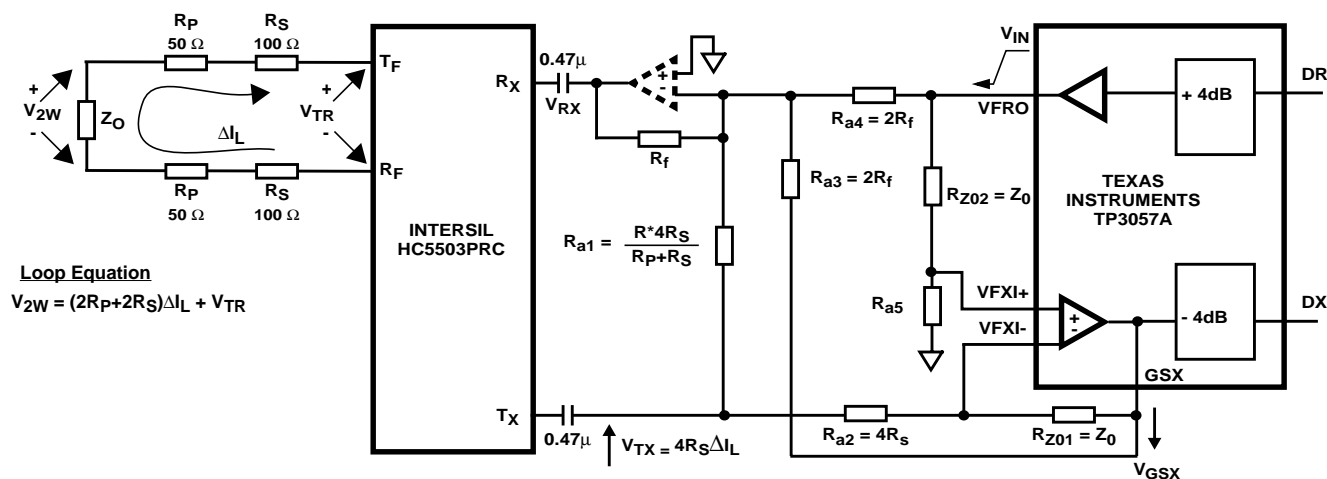 R_P
50 Ω
R_S
100 Ω
+
V_2W
-
Z_O
ΔI_L
+
V_TR
-
R_P
50 Ω
R_S
100 Ω
Loop Equation
V_2W = (2R_P+2R_S)ΔI_L + V_TR
T_F
R_F
R_X
T_X
INTERSIL
HC5503PRC
0.47μ
V_RX
+
-
R_f
R_a1 = R*4R_S / R_P+R_S
R_a3 = 2R_f
R_a4 = 2R_f
V_IN
VFRO
R_Z02 = Z_0
R_a5
VFXI+
VFXI-
+
-
+ 4dB
DR
TEXAS
INSTRUMENTS
TP3057A
- 4dB
DX
GSX
0.47μ
V_TX = 4R_SΔI_L
R_a2 = 4R_s
R_Z01 = Z_0
V_GSX